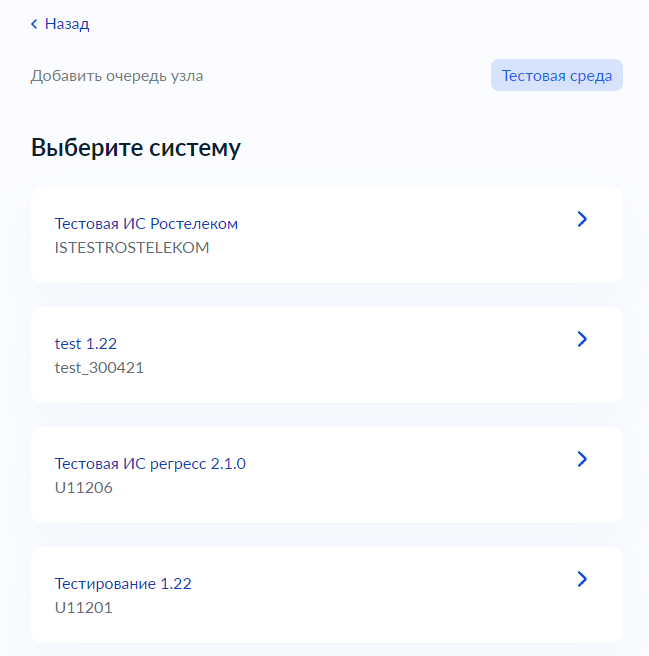 Назад
Добавить очередь узла
Тестовая среда
Выберите систему
Тестовая ИС Ростелеком
ISTESTROSTELEKOM
test 1.22
test_300421
Тестовая ИС регресс 2.1.0
U11206
Тестирование 1.22
U11201